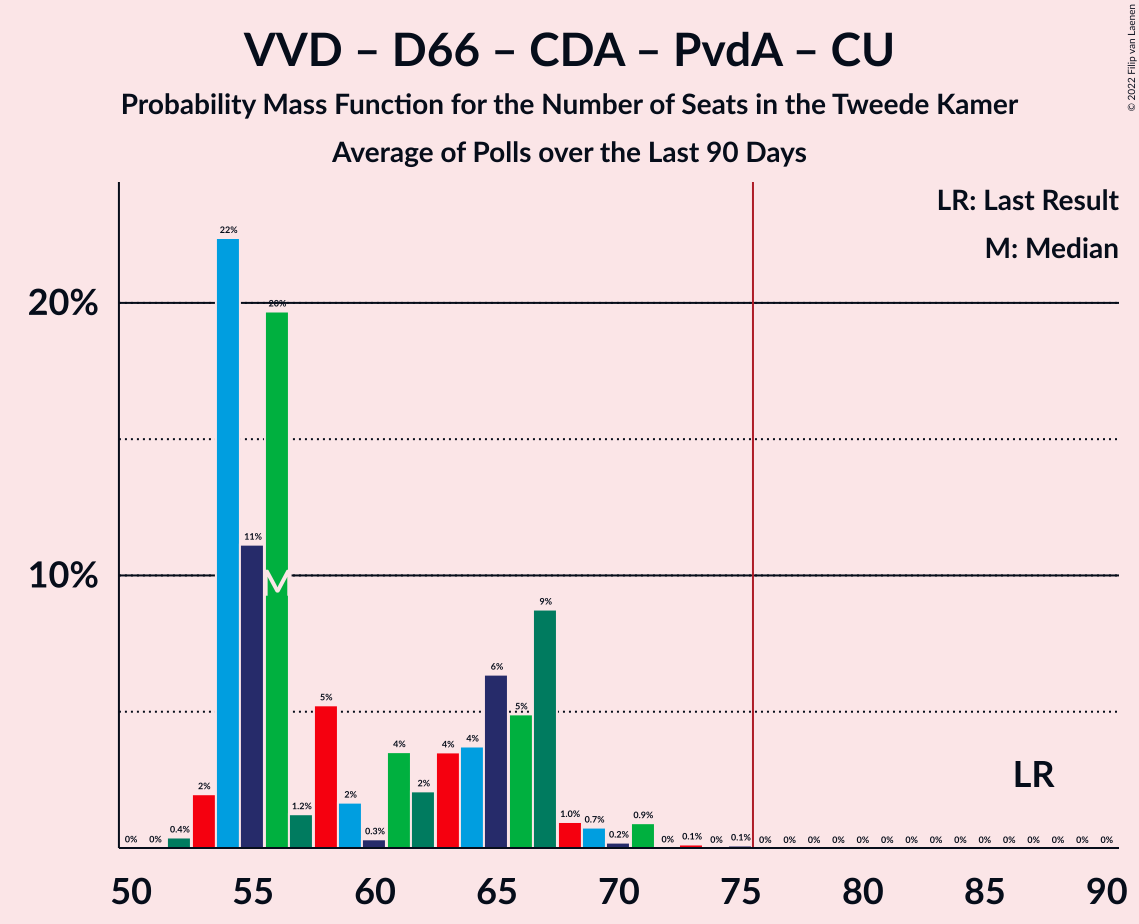 VVD – D66 – CDA – PvdA – CU
Probability Mass Function for the Number of Seats in the Tweede Kamer
Average of Polls over the Last 90 Days
© 2022 Filip van Laenen
LR: Last Result
M: Median
20%
10%
0% 0% 0.4% 2% 22% 11% 20% 1.2% 5% 2% 0.3% 4% 2% 4% 4% 6% 5% 9% 1.0% 0.7% 0.2% 0.9% 0% 0.1% 0% 0.1% 0% 0% 0% 0% 0% 0% 0% 0% 0% 0% 0% 0% 0% 0% 0%
M
LR
50 55 60 65 70 75 80 85 90